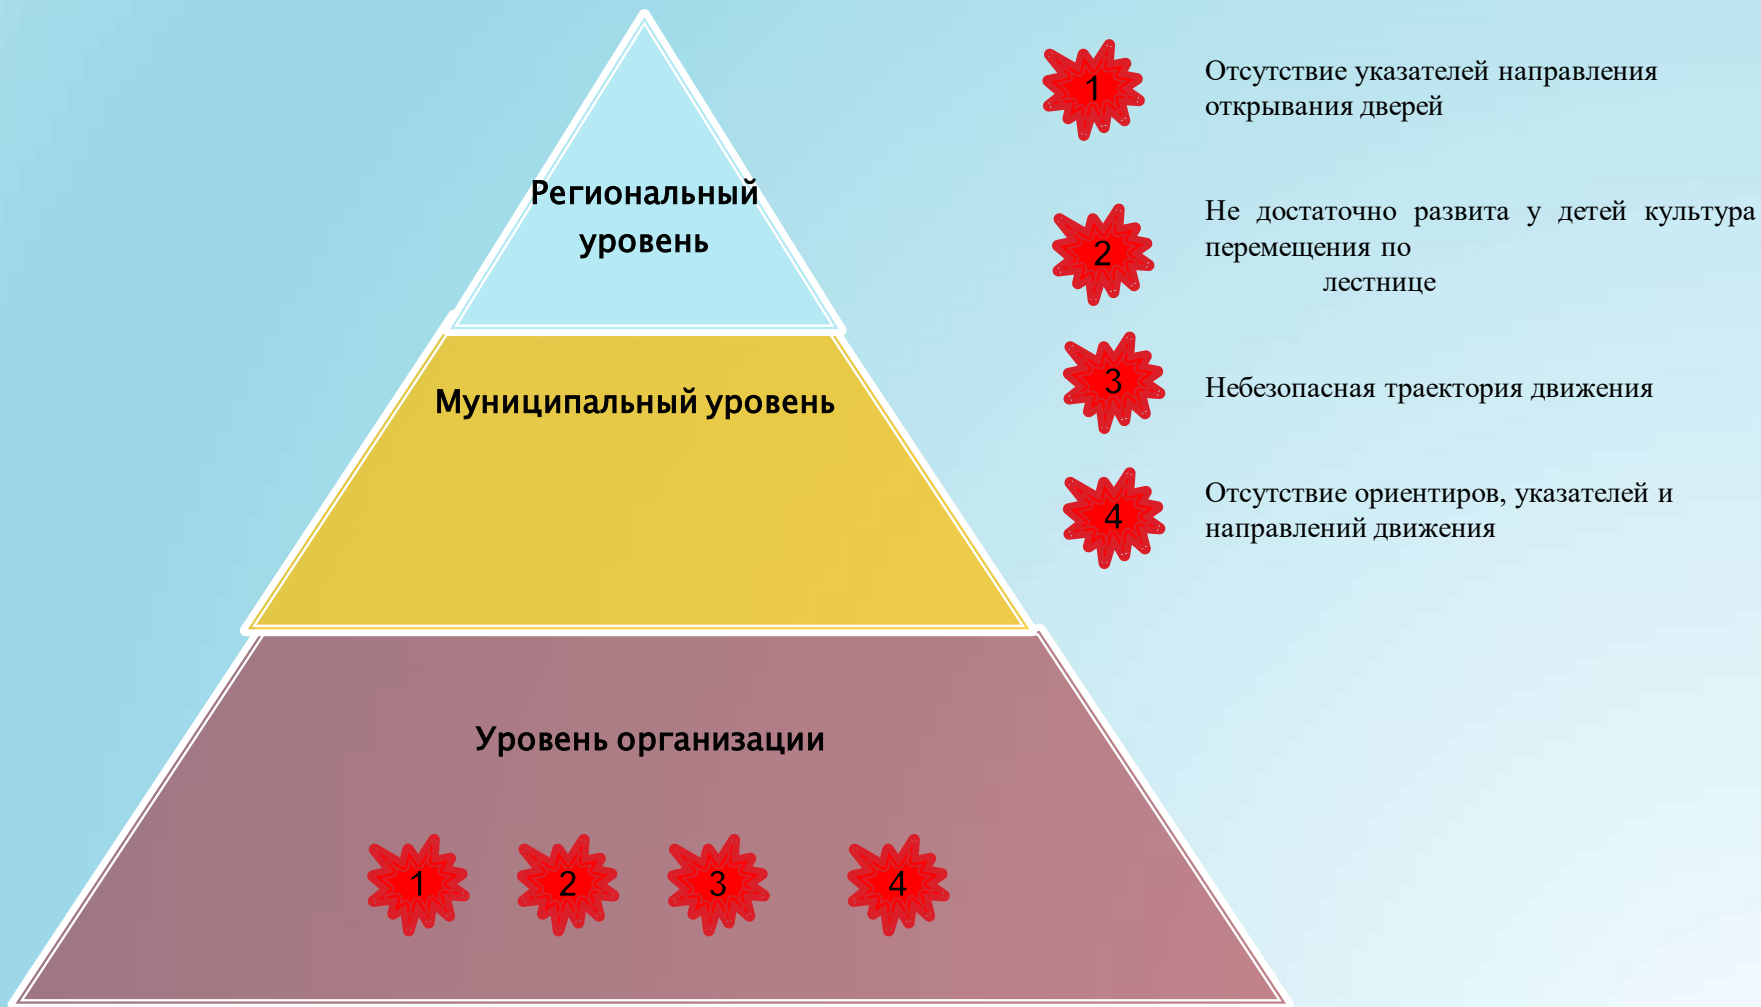 Региональный
уровень
Муниципальный уровень
Уровень организации
1 2 3 4
1
Отсутствие указателей направления
открывания дверей
2
Не достаточно развита у детей культура
перемещения по
лестнице
3
Небезопасная траектория движения
4
Отсутствие ориентиров, указателей и
направлений движения